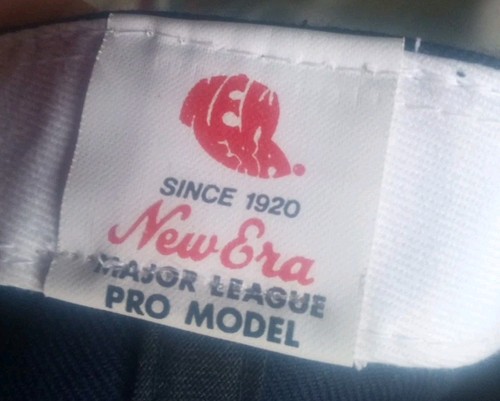 NEW
ERA.
SINCE 1920
New Era
MAJOR LEAGUE
PRO MODEL